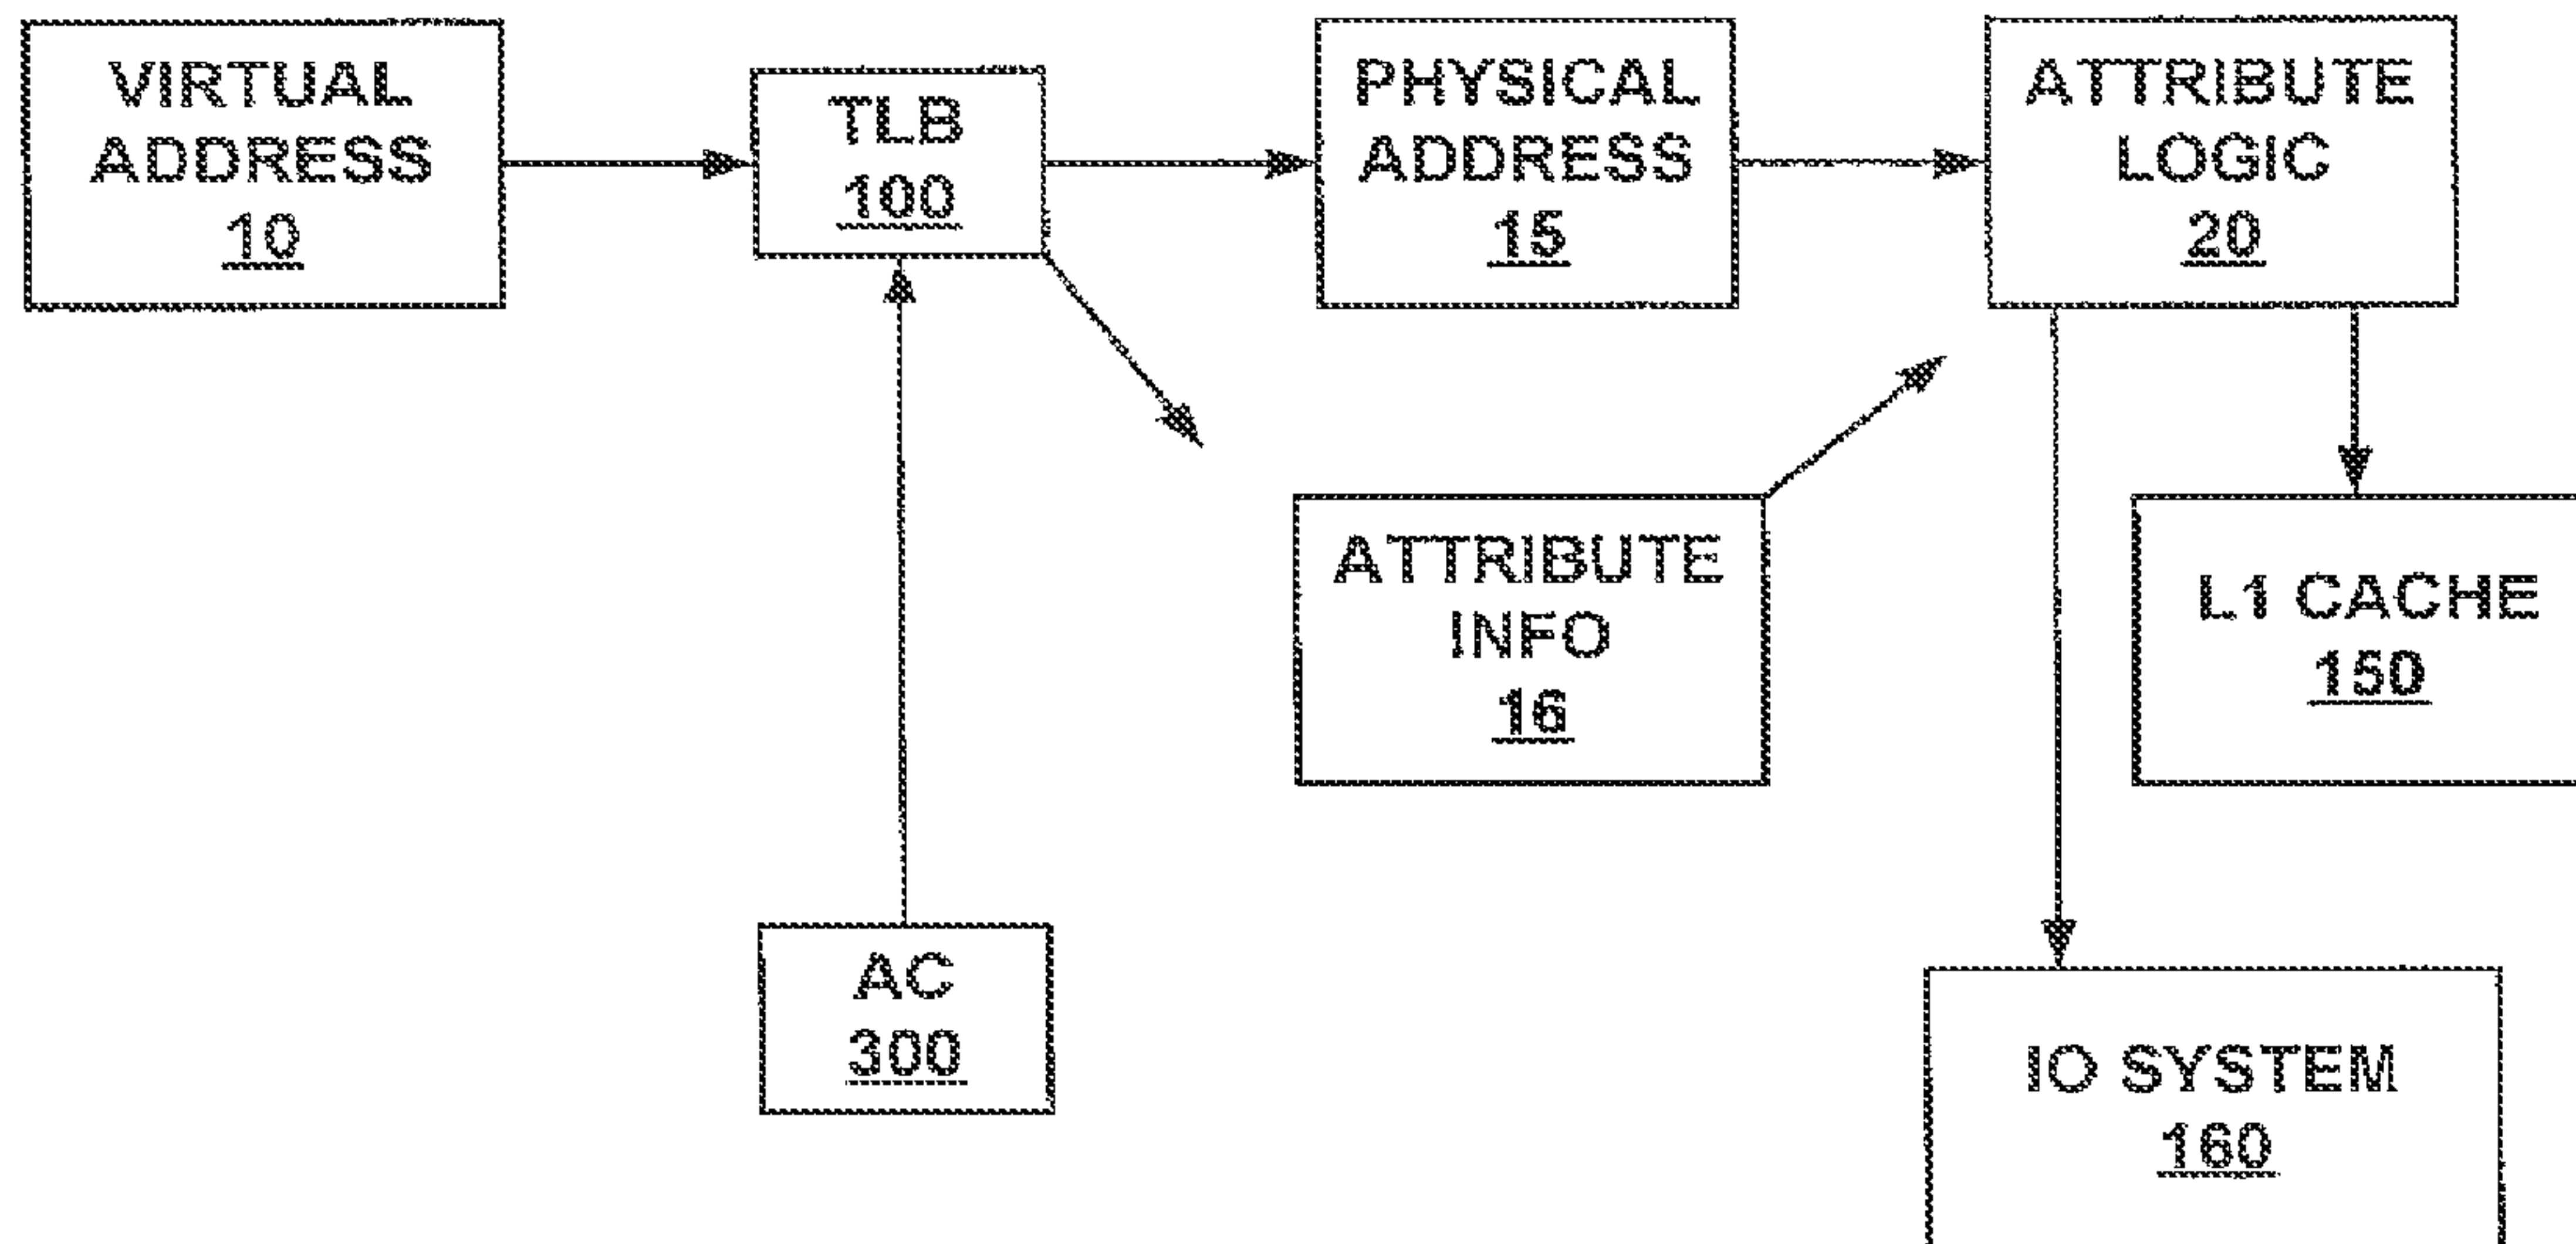 VIRTUAL
ADDRESS
10
TLB
100
PHYSICAL
ADDRESS
15
ATTRIBUTE
LOGIC
20
ATTRIBUTE
INFO
16
L1 CACHE
150
AC
300
IO SYSTEM
160